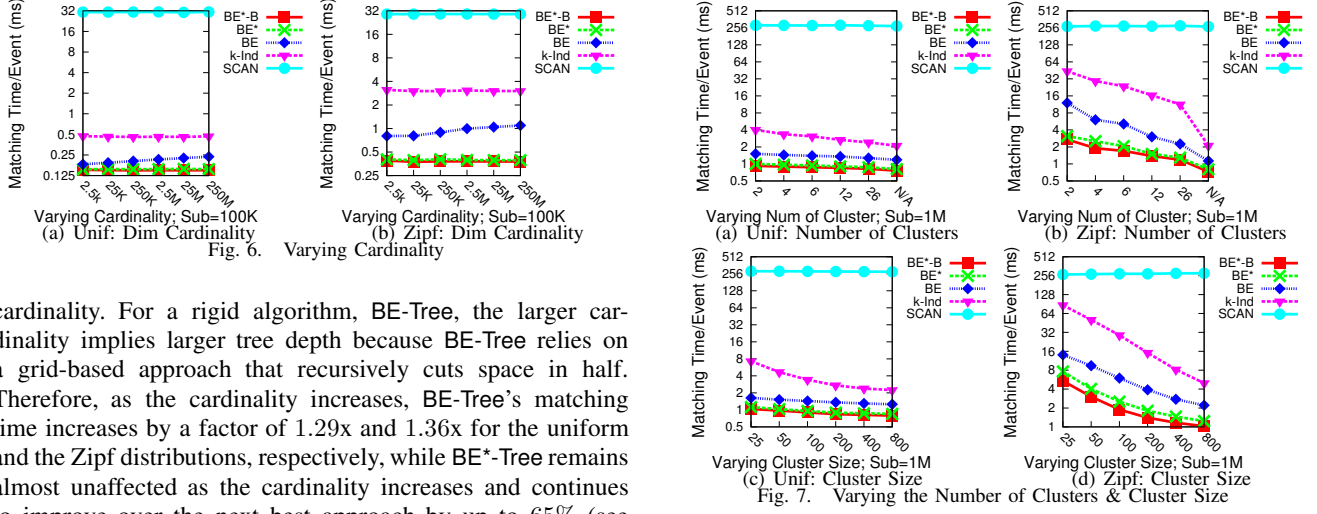 Matching Time/Event (ms)
32
16
8
4
2
1
0.5
0.25
0.125
2.5k
25K
250K
2.5M
25M
250M
BE*-B
BE*
BE
k-Ind
SCAN
Varying Cardinality; Sub=100K
(a) Unif: Dim Cardinality
Matching Time/Event (ms)
32
16
8
4
2
1
0.5
0.25
2.5k
25K
250K
2.5M
25M
250M
BE*-B
BE*
BE
k-Ind
SCAN
Varying Cardinality; Sub=100K
(b) Zipf: Dim Cardinality
Fig. 6. Varying Cardinality
cardinality. For a rigid algorithm, BE-Tree, the larger car-
dinality implies larger tree depth because BE-Tree relies on
a grid-based approach that recursively cuts space in half.
Therefore, as the cardinality increases, BE-Tree's matching
time increases by a factor of 1.29x and 1.36x for the uniform
and the Zipf distributions, respectively, while BE*-Tree remains
almost unaffected as the cardinality increases and continues
to improve over the next best approach by up to 65% (see
Matching Time/Event (ms)
512
256
128
64
32
16
8
4
2
1
0.5
2
4
6
12
26
N/A
BE*-B
BE*
BE
k-Ind
SCAN
Varying Num of Cluster; Sub=1M
(a) Unif: Number of Clusters
Matching Time/Event (ms)
512
256
128
64
32
16
8
4
2
1
0.5
2
4
6
12
26
N/A
BE*-B
BE*
BE
k-Ind
SCAN
Varying Num of Cluster; Sub=1M
(b) Zipf: Number of Clusters
Matching Time/Event (ms)
512
256
128
64
32
16
8
4
2
1
0.5
25
50
100
200
400
800
BE*-B
BE*
BE
k-Ind
SCAN
Varying Cluster Size; Sub=1M
(c) Unif: Cluster Size
Matching Time/Event (ms)
512
256
128
64
32
16
8
4
2
1
25
50
100
200
400
800
BE*-B
BE*
BE
k-Ind
SCAN
Varying Cluster Size; Sub=1M
(d) Zipf: Cluster Size
Fig. 7. Varying the Number of Clusters & Cluster Size